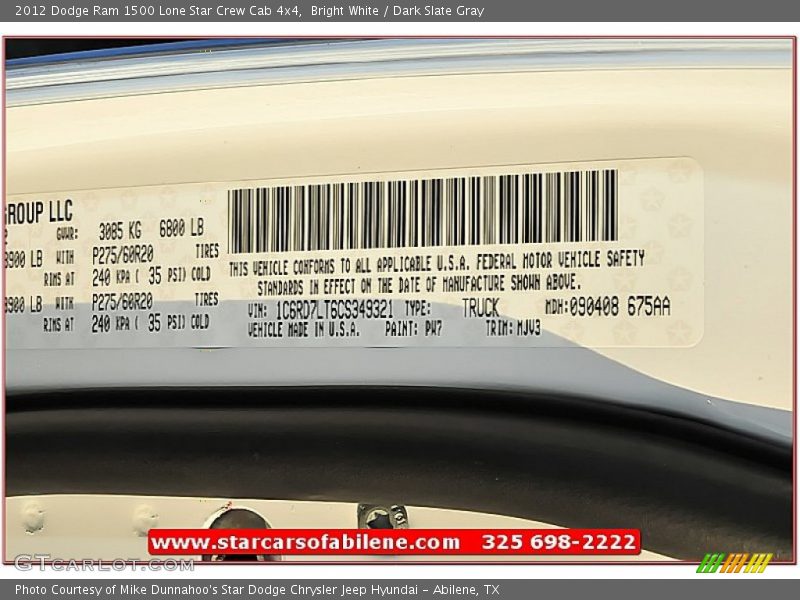 2012 Dodge Ram 1500 Lone Star Crew Cab 4x4, Bright White / Dark Slate Gray
GROUP LLC
GVWR: 3085 KG 6800 LB
3900 LB WITH P275/60R20 TIRES
RIMS AT 240 KPA ( 35 PSI) COLD
3900 LB WITH P275/60R20 TIRES
RIMS AT 240 KPA ( 35 PSI) COLD
THIS VEHICLE CONFORMS TO ALL APPLICABLE U.S.A. FEDERAL MOTOR VEHICLE SAFETY
STANDARDS IN EFFECT ON THE DATE OF MANUFACTURE SHOWN ABOVE.
VIN: 1C6RD7LT6CS349321 TYPE: TRUCK MDH:090408 675AA
VEHICLE MADE IN U.S.A. PAINT: PW7 TRIM: MJV3
www.starcarsofabilene.com 325 698-2222
GTCARLOT.COM
Photo Courtesy of Mike Dunnahoo's Star Dodge Chrysler Jeep Hyundai - Abilene, TX